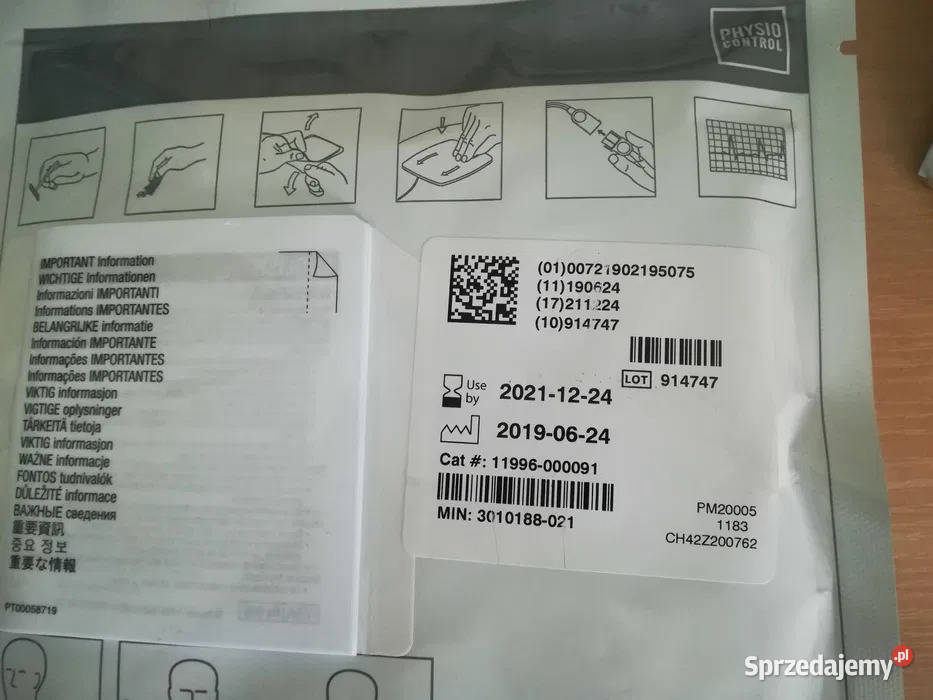 PHYSIO
CONTROL
IMPORTANT Information
WICHTIGE Informationen
Informazioni IMPORTANTI
Informations IMPORTANTES
BELANGRIJKE informatie
Información IMPORTANTE
Informações IMPORTANTES
Informações IMPORTANTES
VIKTIG informasjon
VIGTIGE oplysninger
TÄRKEITÄ tietoja
VIKTIG informasjon
WAŻNE informacje
FONTOS tudnivalók
DŮLEŽITÉ informace
ВАЖНЫЕ сведения
重要資訊
중요 정보
重要な情報
PT00058719
(01)00721902195075
(11)190624
(17)211224
(10)914747
LOT 914747
Use
by 2021-12-24
2019-06-24
Cat #: 11996-000091
MIN: 3010188-021
PM20005
1183
CH42Z200762
Sprzedajemy.pl